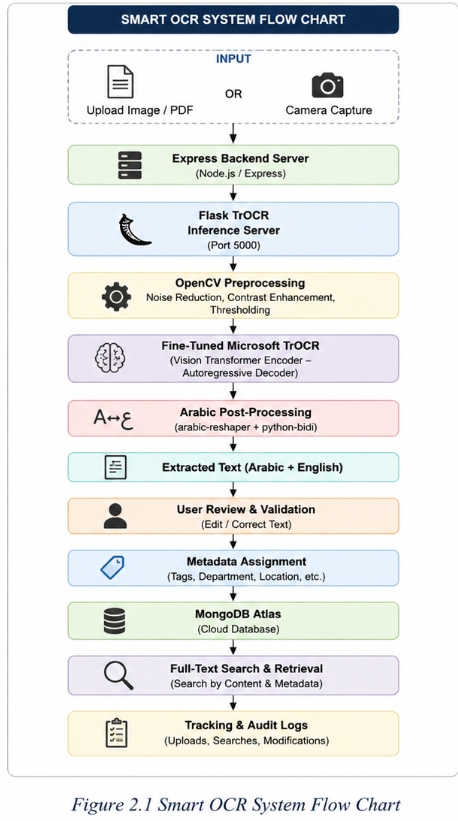 SMART OCR SYSTEM FLOW CHART
INPUT
Upload Image / PDF
OR
Camera Capture
Express Backend Server
(Node.js / Express)
Flask TrOCR
Inference Server
(Port 5000)
OpenCV Preprocessing
Noise Reduction, Contrast Enhancement,
Thresholding
Fine-Tuned Microsoft TrOCR
(Vision Transformer Encoder –
Autoregressive Decoder)
A↔ع
Arabic Post-Processing
(arabic-reshaper + python-bidi)
Extracted Text (Arabic + English)
User Review & Validation
(Edit / Correct Text)
Metadata Assignment
(Tags, Department, Location, etc.)
MongoDB Atlas
(Cloud Database)
Full-Text Search & Retrieval
(Search by Content & Metadata)
Tracking & Audit Logs
(Uploads, Searches, Modifications)
Figure 2.1 Smart OCR System Flow Chart